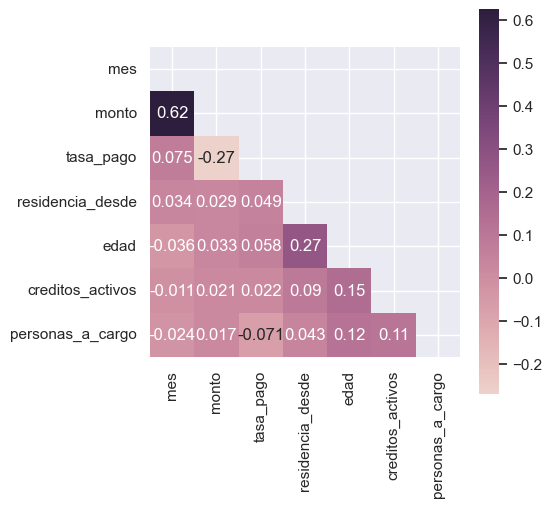 mes
monto 0.62
tasa_pago 0.075 -0.27
residencia_desde 0.034 0.029 0.049
edad -0.036 0.033 0.058 0.27
creditos_activos -0.011 0.021 0.022 0.09 0.15
personas_a_cargo -0.024 0.017 -0.071 0.043 0.12 0.11
mes
monto
tasa_pago
residencia_desde
edad
creditos_activos
personas_a_cargo
0.6
0.5
0.4
0.3
0.2
0.1
0.0
−0.1
−0.2